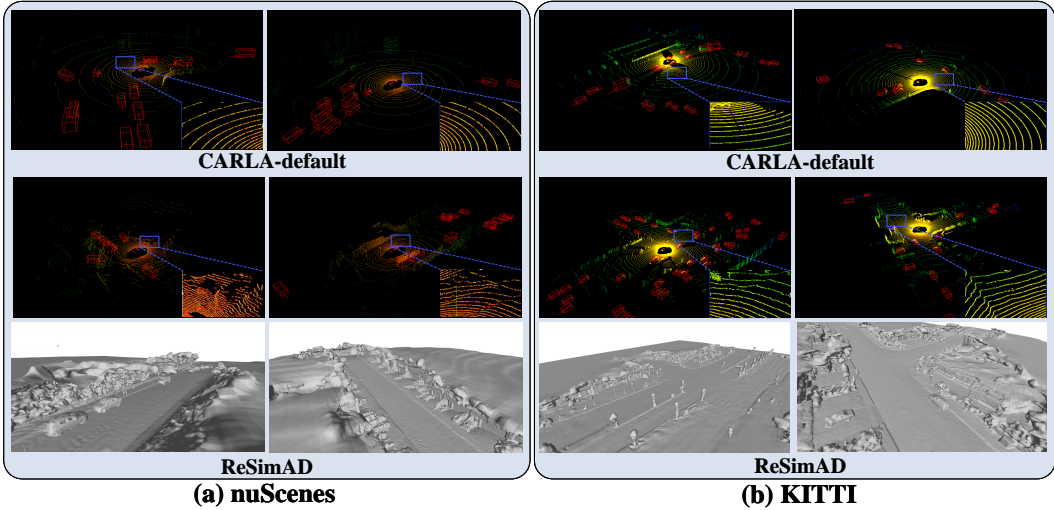 CARLA-default
CARLA-default
ReSimAD
ReSimAD
(a) nuScenes
(b) KITTI